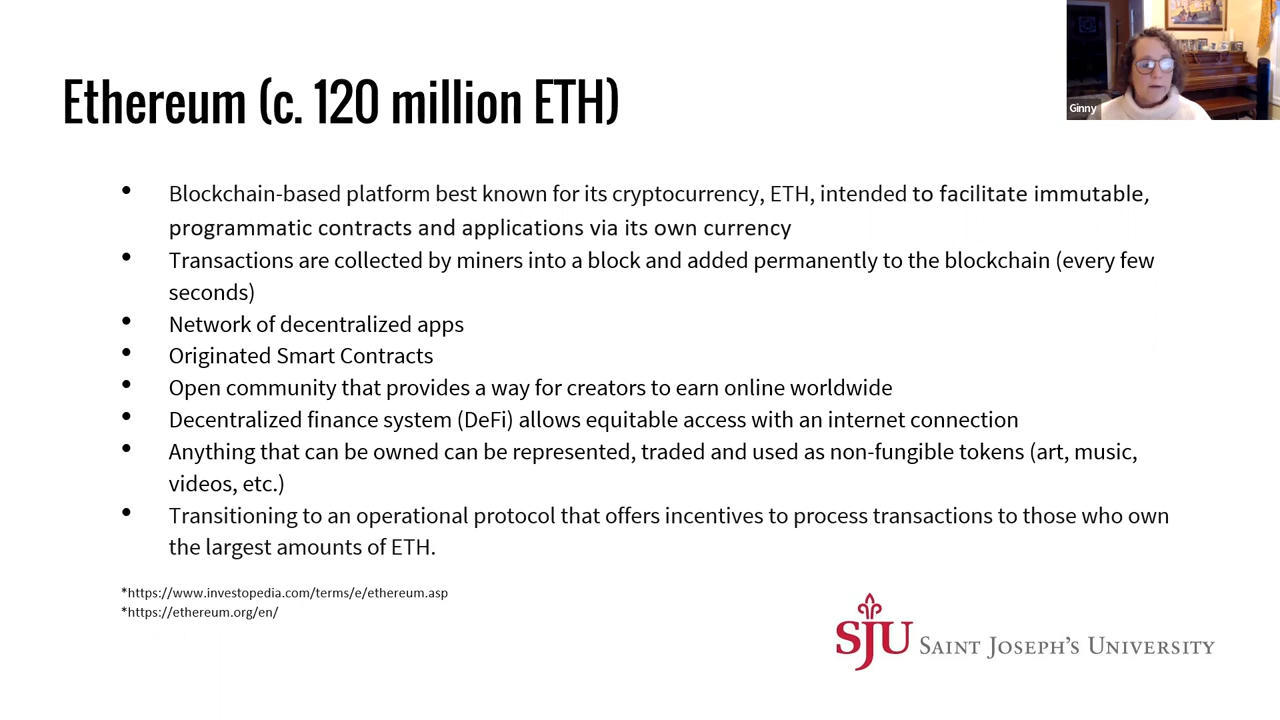 Ethereum (c. 120 million ETH)
Ginny
• Blockchain-based platform best known for its cryptocurrency, ETH, intended to facilitate immutable,
programmatic contracts and applications via its own currency
• Transactions are collected by miners into a block and added permanently to the blockchain (every few
seconds)
• Network of decentralized apps
• Originated Smart Contracts
• Open community that provides a way for creators to earn online worldwide
• Decentralized finance system (DeFi) allows equitable access with an internet connection
• Anything that can be owned can be represented, traded and used as non-fungible tokens (art, music,
videos, etc.)
• Transitioning to an operational protocol that offers incentives to process transactions to those who own
the largest amounts of ETH.
*https://www.investopedia.com/terms/e/ethereum.asp
*https://ethereum.org/en/
SJU SAINT JOSEPH'S UNIVERSITY